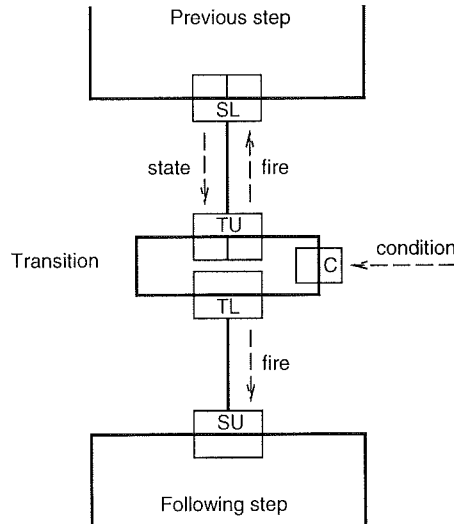 Previous step
SL
state
fire
TU
Transition
C
condition
TL
fire
SU
Following step